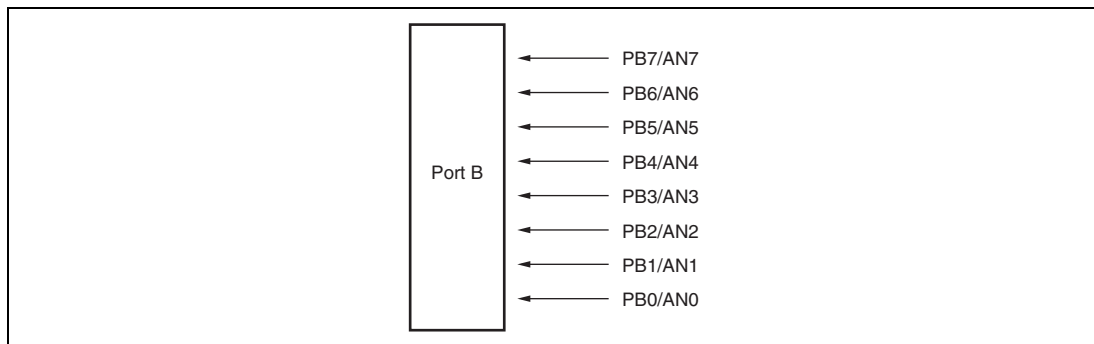 Port B
PB7/AN7
PB6/AN6
PB5/AN5
PB4/AN4
PB3/AN3
PB2/AN2
PB1/AN1
PB0/AN0